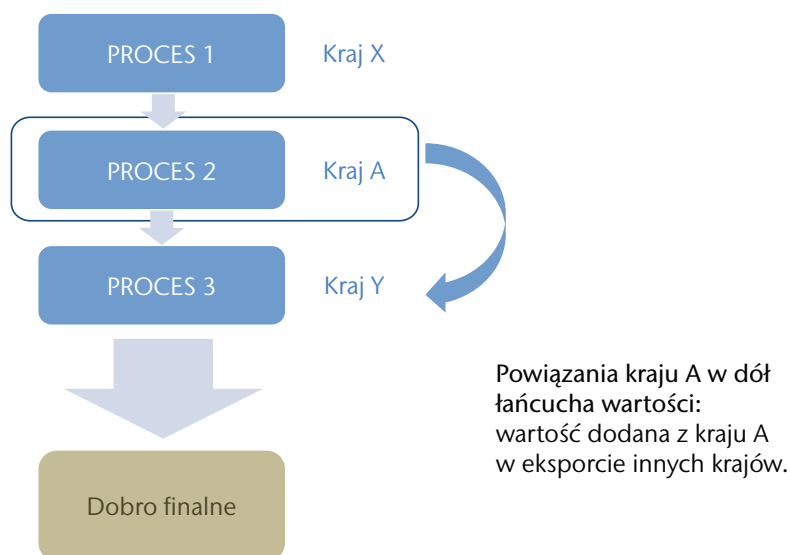 PROCES 1
Kraj X
PROCES 2
Kraj A
PROCES 3
Kraj Y
Powiązania kraju A w dół
łańcucha wartości:
wartość dodana z kraju A
w eksporcie innych krajów.
Dobro finalne